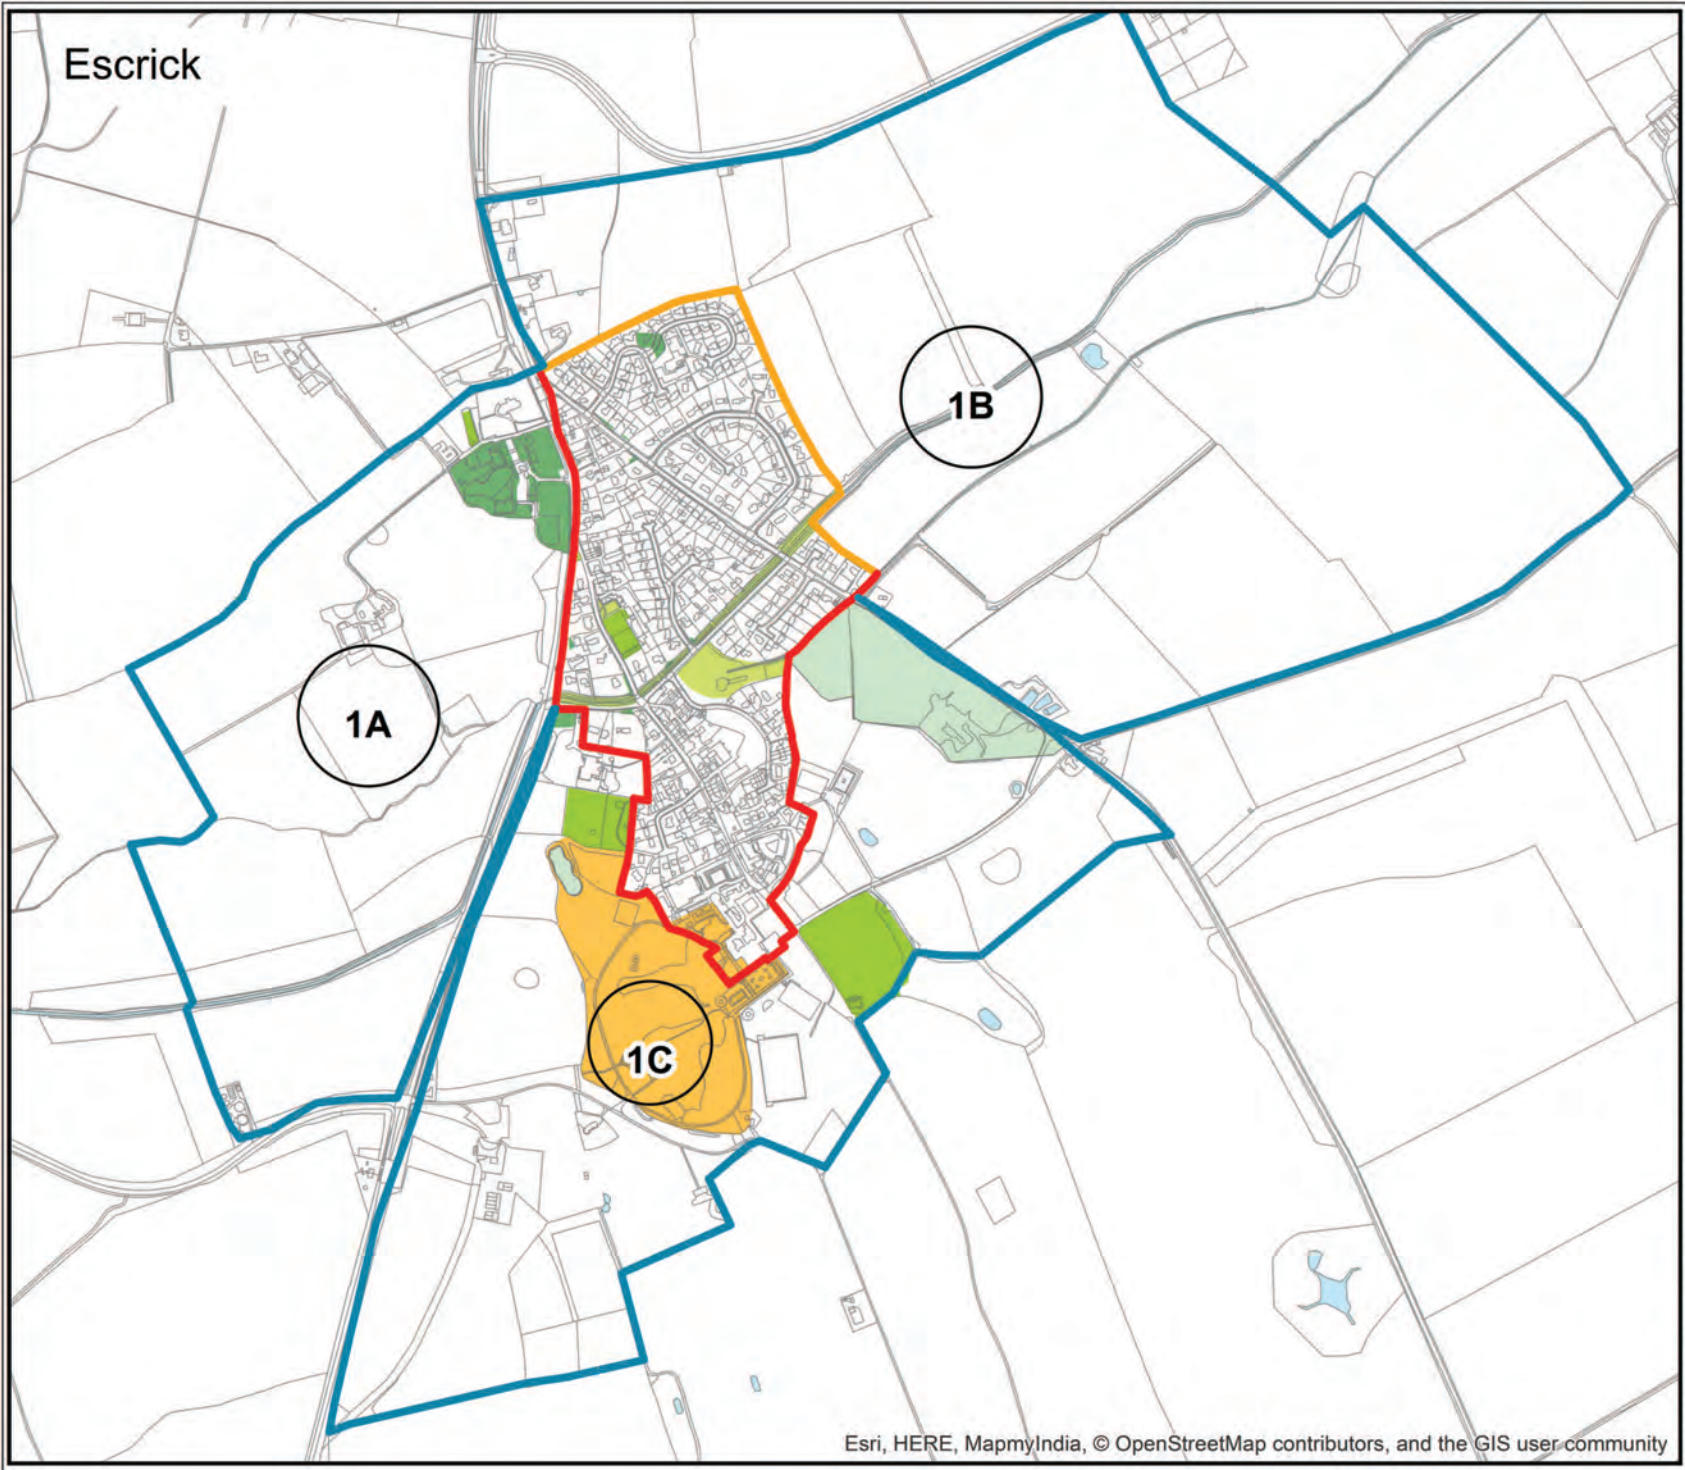 Escrick
1B
1A
1C
Esri, HERE, MapmyIndia, © OpenStreetMap contributors, and the GIS user community